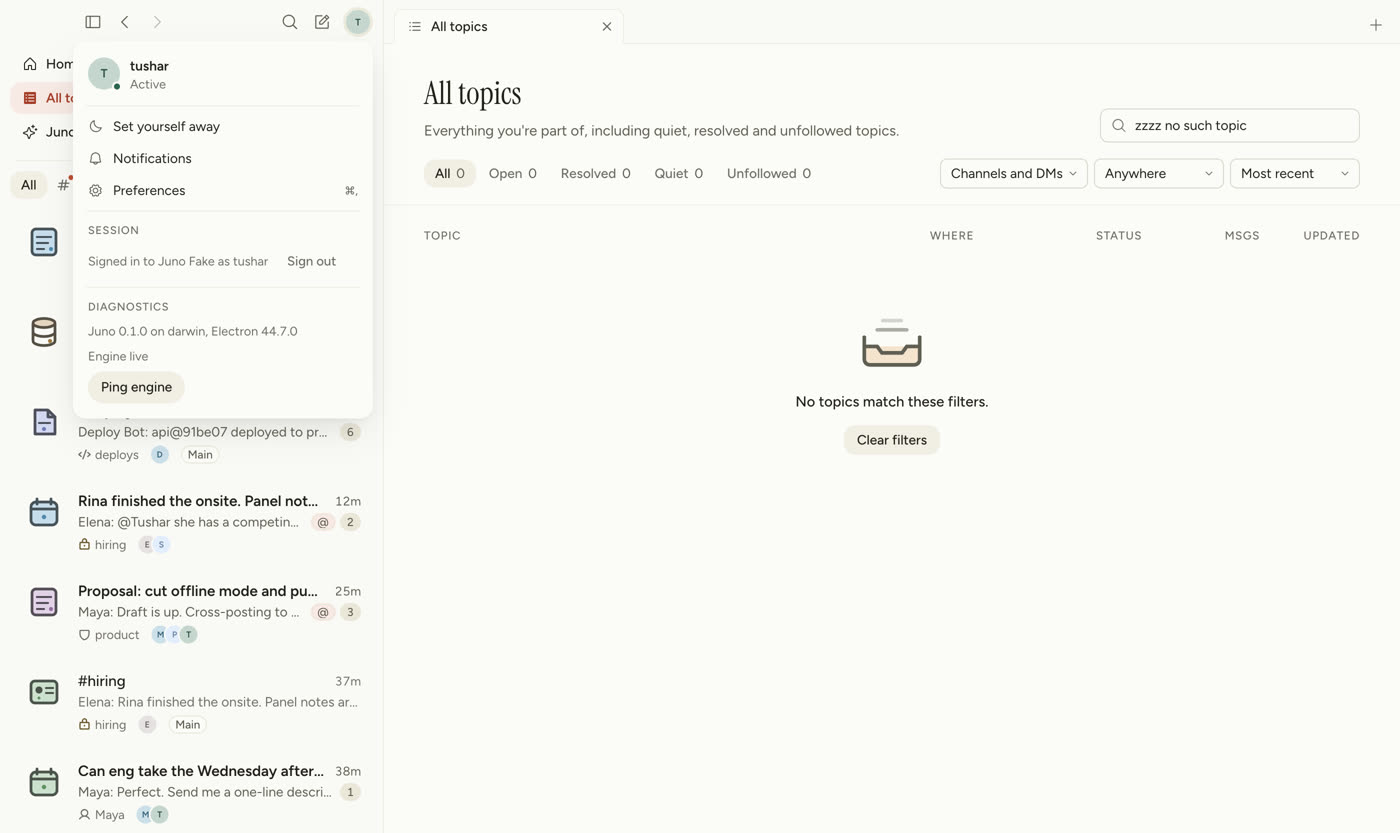 T
All topics
Hom
All to
Juno
All
#
T
tushar
Active
Set yourself away
Notifications
Preferences
⌘,
SESSION
Signed in to Juno Fake as tushar
Sign out
DIAGNOSTICS
Juno 0.1.0 on darwin, Electron 44.7.0
Engine live
Ping engine
Deploy Bot: api@91be07 deployed to pr...
6
deploys
D
Main
Rina finished the onsite. Panel not...
12m
Elena: @Tushar she has a competin...
@
2
hiring
E
S
Proposal: cut offline mode and pu...
25m
Maya: Draft is up. Cross-posting to ...
@
3
product
M
P
T
#hiring
37m
Elena: Rina finished the onsite. Panel notes ar...
hiring
E
Main
Can eng take the Wednesday after...
38m
Maya: Perfect. Send me a one-line descri...
1
Maya
M
T
All topics
Everything you're part of, including quiet, resolved and unfollowed topics.
zzzz no such topic
All 0
Open 0
Resolved 0
Quiet 0
Unfollowed 0
Channels and DMs
Anywhere
Most recent
TOPIC
WHERE
STATUS
MSGS
UPDATED
No topics match these filters.
Clear filters